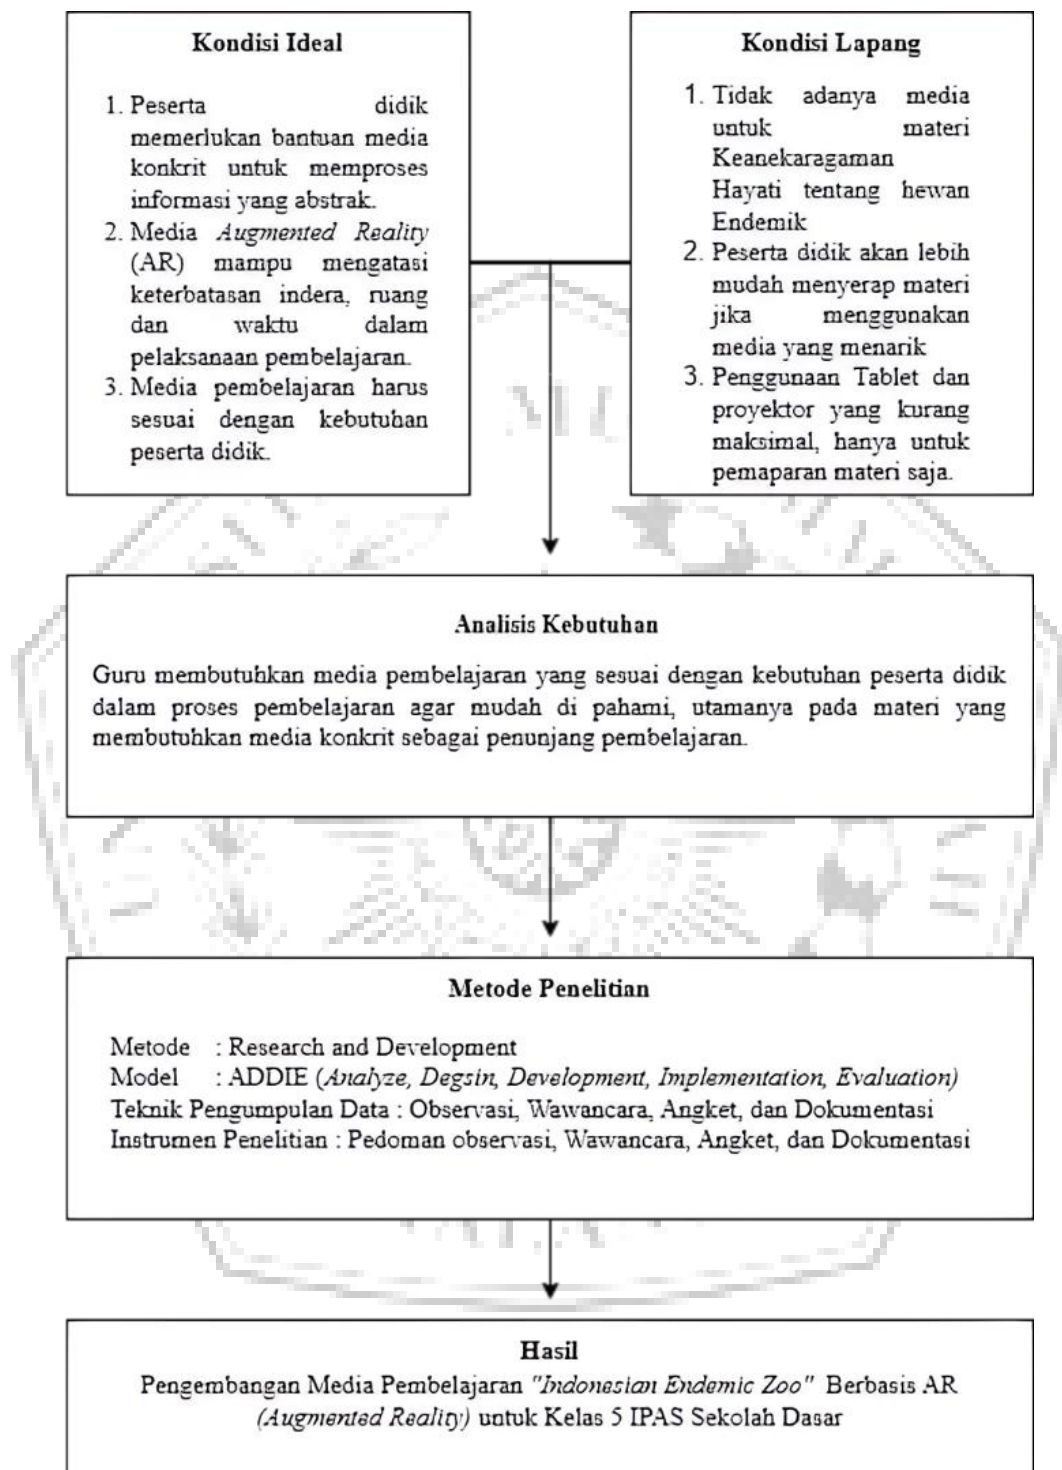 Kondisi Ideal
1. Peserta didik
memerlukan bantuan media
konkrit untuk memproses
informasi yang abstrak.
2. Media Augmented Reality
(AR) mampu mengatasi
keterbatasan indera, ruang
dan waktu dalam
pelaksanaan pembelajaran.
3. Media pembelajaran harus
sesuai dengan kebutuhan
peserta didik.
Kondisi Lapang
1. Tidak adanya media
untuk materi
Keanekaragaman
Hayati tentang hewan
Endemik
2. Peserta didik akan lebih
mudah menyerap materi
jika menggunakan
media yang menarik
3. Penggunaan Tablet dan
proyektor yang kurang
maksimal, hanya untuk
pemaparan materi saja.
Analisis Kebutuhan
Guru membutuhkan media pembelajaran yang sesuai dengan kebutuhan peserta didik
dalam proses pembelajaran agar mudah di pahami, utamanya pada materi yang
membutuhkan media konkrit sebagai penunjang pembelajaran.
Metode Penelitian
Metode : Research and Development
Model : ADDIE (Analyze, Degsin, Development, Implementation, Evaluation)
Teknik Pengumpulan Data : Observasi, Wawancara, Angket, dan Dokumentasi
Instrumen Penelitian : Pedoman observasi, Wawancara, Angket, dan Dokumentasi
Hasil
Pengembangan Media Pembelajaran "Indonesian Endemic Zoo" Berbasis AR
(Augmented Reality) untuk Kelas 5 IPAS Sekolah Dasar